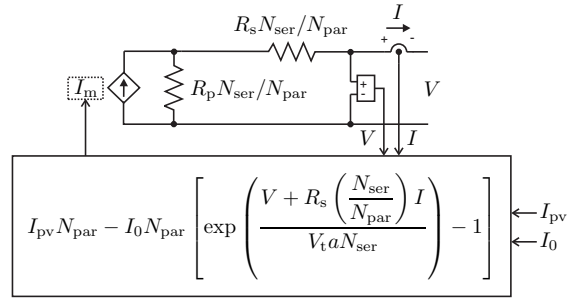 R_s N_ser/N_par
I
+ -
I_m
R_p N_ser/N_par
+
-
V
V
I
I_pv N_par − I_0 N_par [exp((V + R_s (N_ser/N_par) I)/(V_t a N_ser)) − 1]
I_pv
I_0